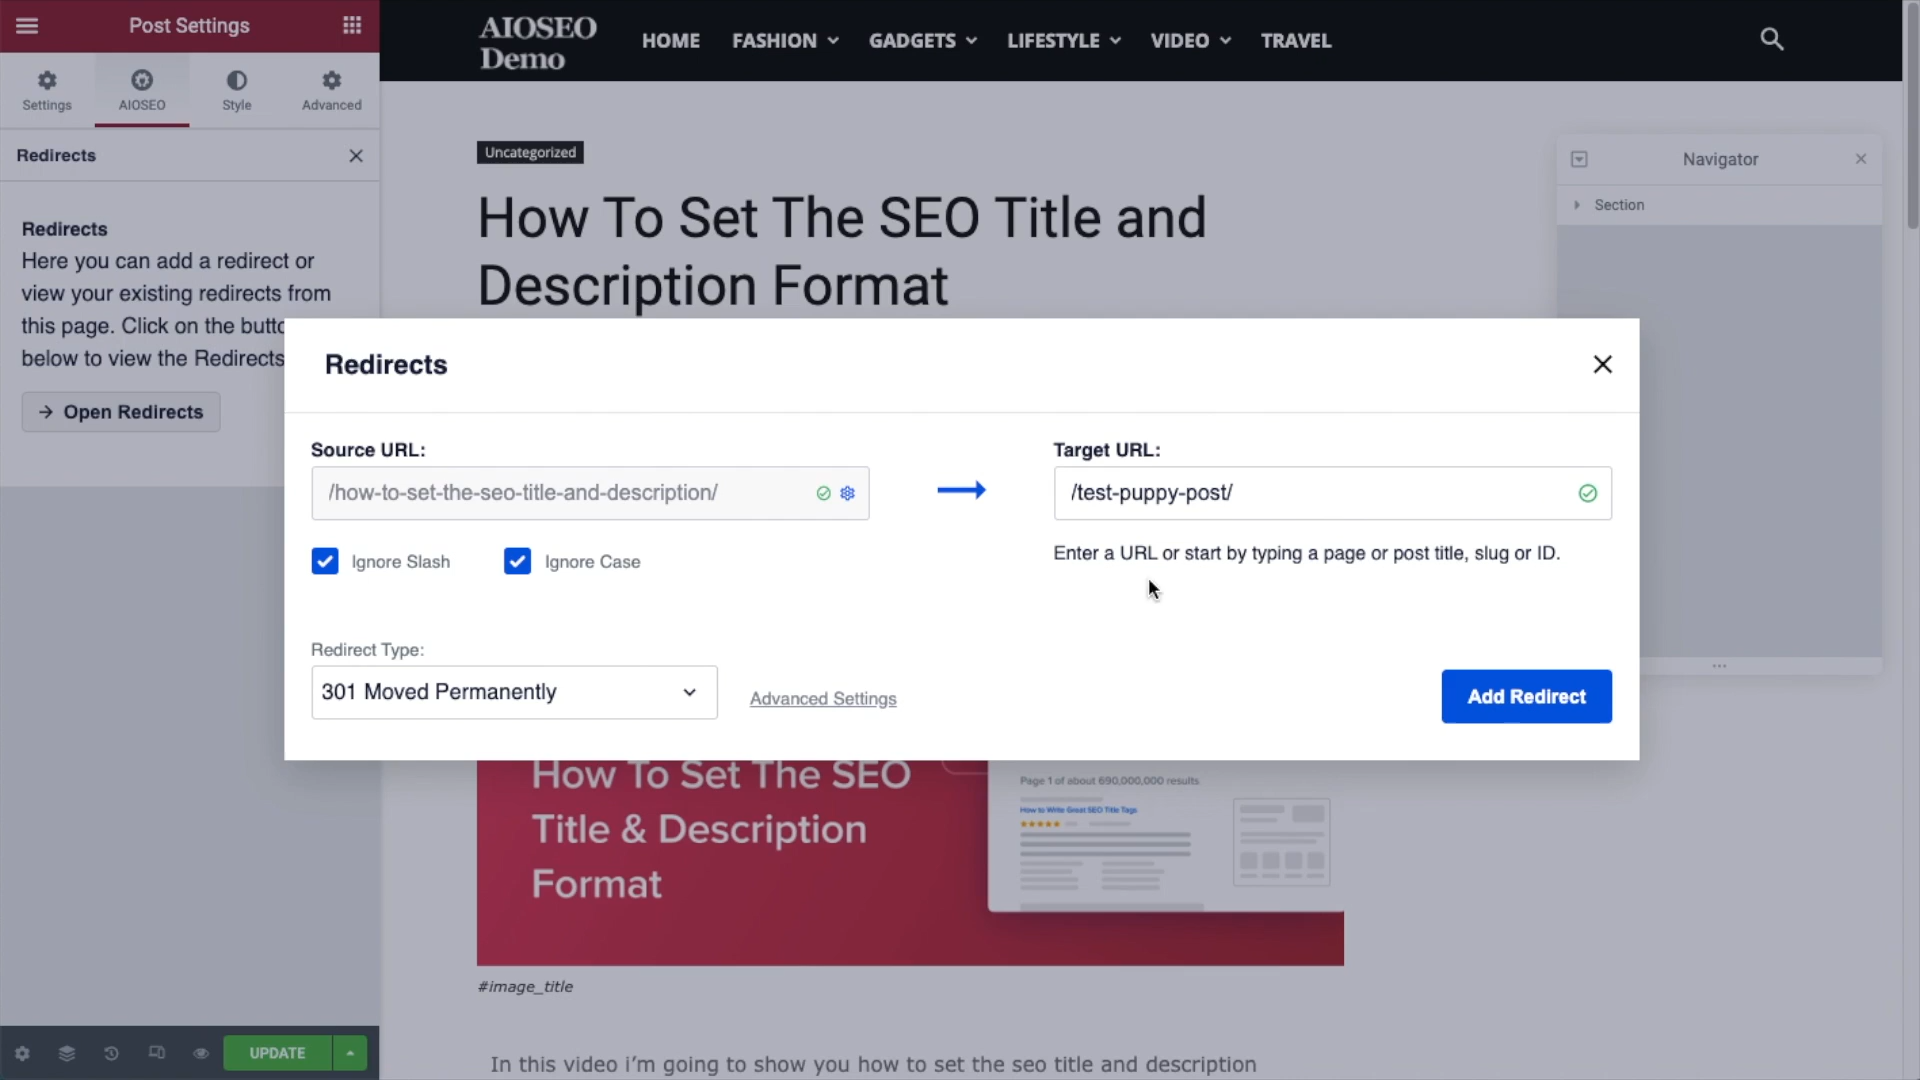 Post Settings
Settings
AIOSEO
Style
Advanced
Redirects
Redirects
Here you can add a redirect or
view your existing redirects from
this page. Click on the butto
below to view the Redirects
→ Open Redirects
UPDATE
AIOSEO
Demo
HOME
FASHION
GADGETS
LIFESTYLE
VIDEO
TRAVEL
Uncategorized
How To Set The SEO Title and
Description Format
Navigator
Section
Redirects
Source URL:
/how-to-set-the-seo-title-and-description/
Ignore Slash
Ignore Case
Target URL:
/test-puppy-post/
Enter a URL or start by typing a page or post title, slug or ID.
Redirect Type:
301 Moved Permanently
Advanced Settings
Add Redirect
How To Set The SEO
Title & Description
Format
Page 1 of about 690,000,000 results
How to Write Great SEO Title Tags
#image_title
In this video i'm going to show you how to set the seo title and description